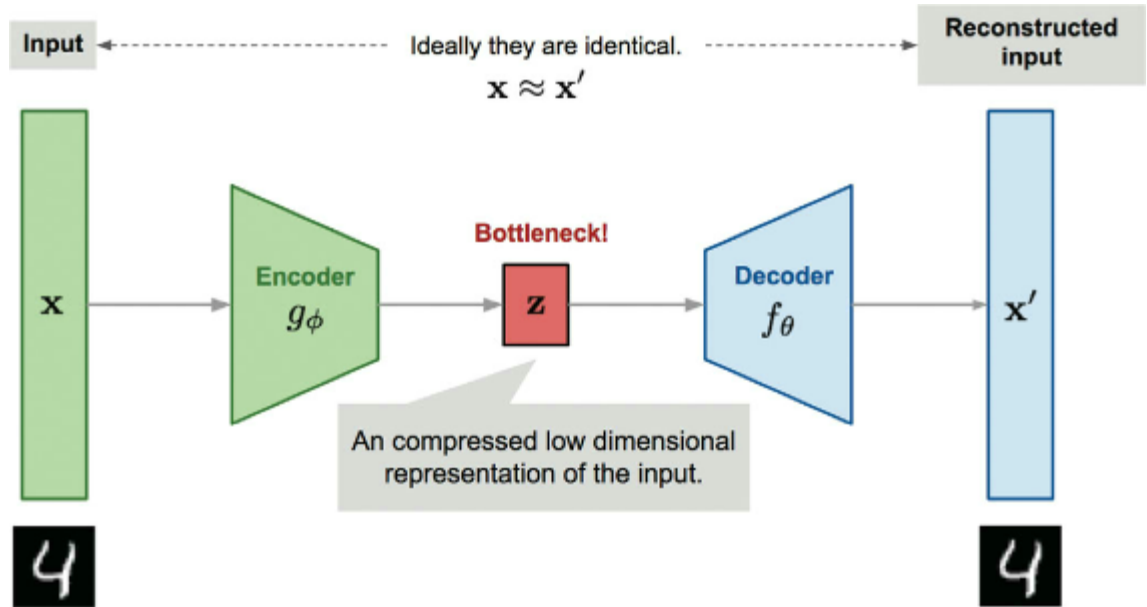 Input
Ideally they are identical.
x ≈ x′
Reconstructed
input
x
Encoder
g_ϕ
Bottleneck!
z
Decoder
f_θ
x′
An compressed low dimensional
representation of the input.
4
4